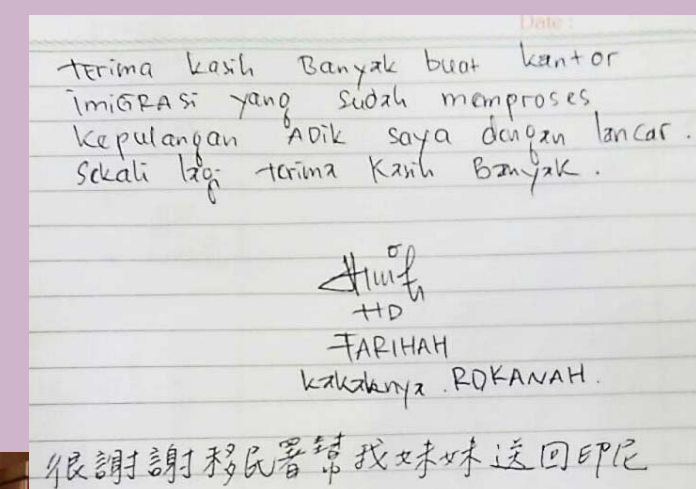 Date :
terima kasih Banyak buat kantor
imiGRASi yang sudah memproses
kepulangan ADik saya dengan lancar.
Sekali lagi terima Kasih Banyak.
TTD
FARIHAH
kakaknya ROKANAH.
很謝謝移民署幫我妹妹送回印尼